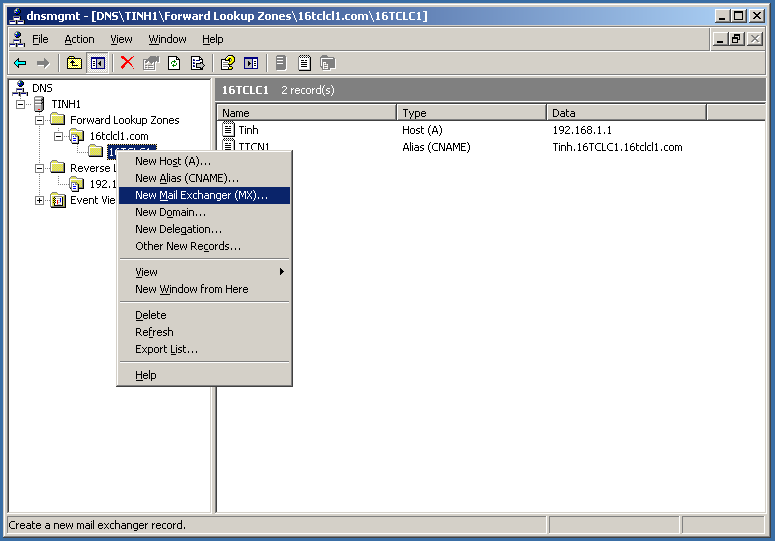 dnsmgmt - [DNS\TINH1\Forward Lookup Zones\16tclcl1.com\16TCLC1]
File Action View Window Help
DNS
TINH1
Forward Lookup Zones
16tclcl1.com
Reverse L
192.1
Event Vie
16TCLC1 2 record(s)
Name Type Data
Tinh Host (A) 192.168.1.1
TTCN1 Alias (CNAME) Tinh.16TCLC1.16tclcl1.com
New Host (A)...
New Alias (CNAME)...
New Mail Exchanger (MX)...
New Domain...
New Delegation...
Other New Records...
View
New Window from Here
Delete
Refresh
Export List...
Help
Create a new mail exchanger record.